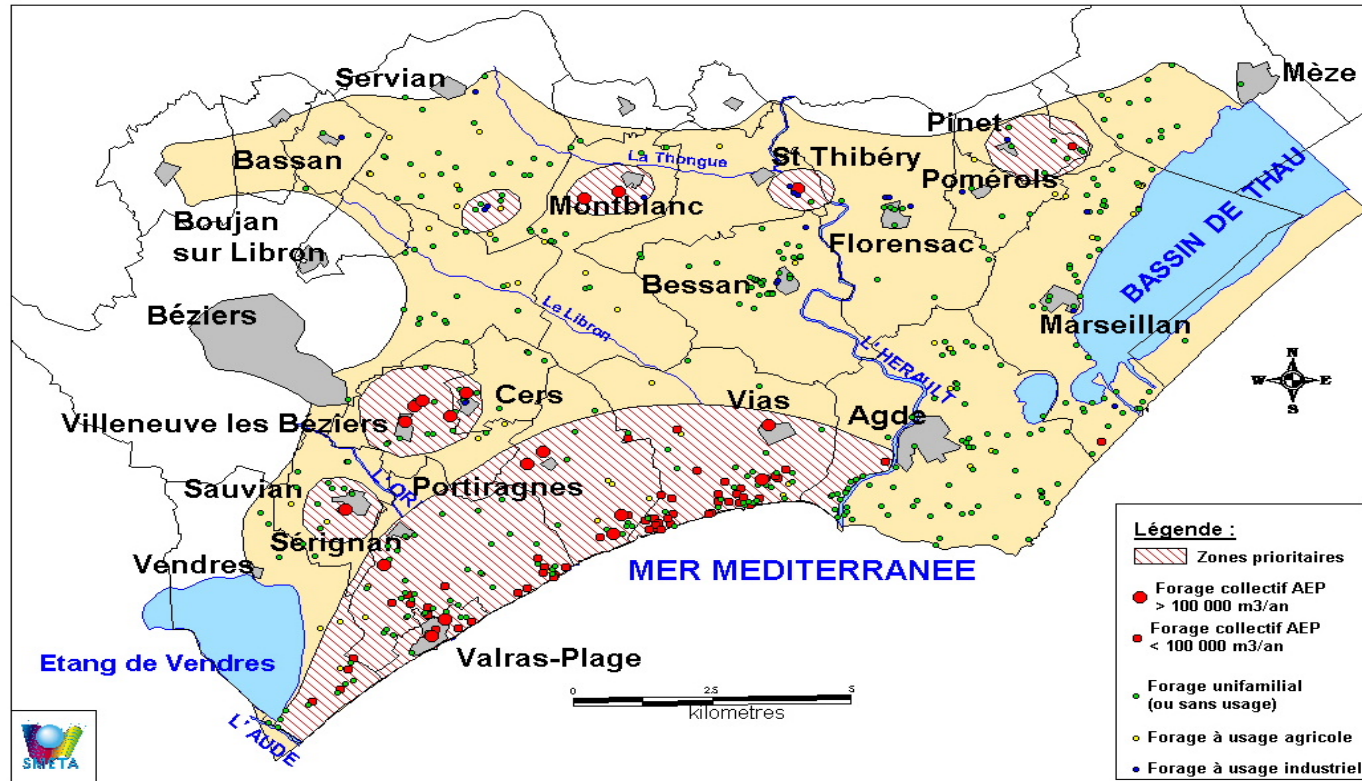 Servian
Mèze
Pinet
La Thongue
St Thibéry
Bassan
Pomérols
Montblanc
BASSIN DE THAU
Boujan
sur Libron
Florensac
Bessan
Béziers
Le Libron
Marseillan
L'HERAULT
N
W E
S
Cers
Vias
Agde
Villeneuve les Béziers
L'OR
Sauvian
Portiragnes
Sérignan
Vendres
MER MEDITERRANEE
Etang de Vendres
Valras-Plage
L'AUDE
0 2.5 5
kilometres
SMETA
Légende :
Zones prioritaires
Forage collectif AEP
> 100 000 m3/an
Forage collectif AEP
< 100 000 m3/an
Forage unifamilial
(ou sans usage)
Forage à usage agricole
Forage à usage industriel